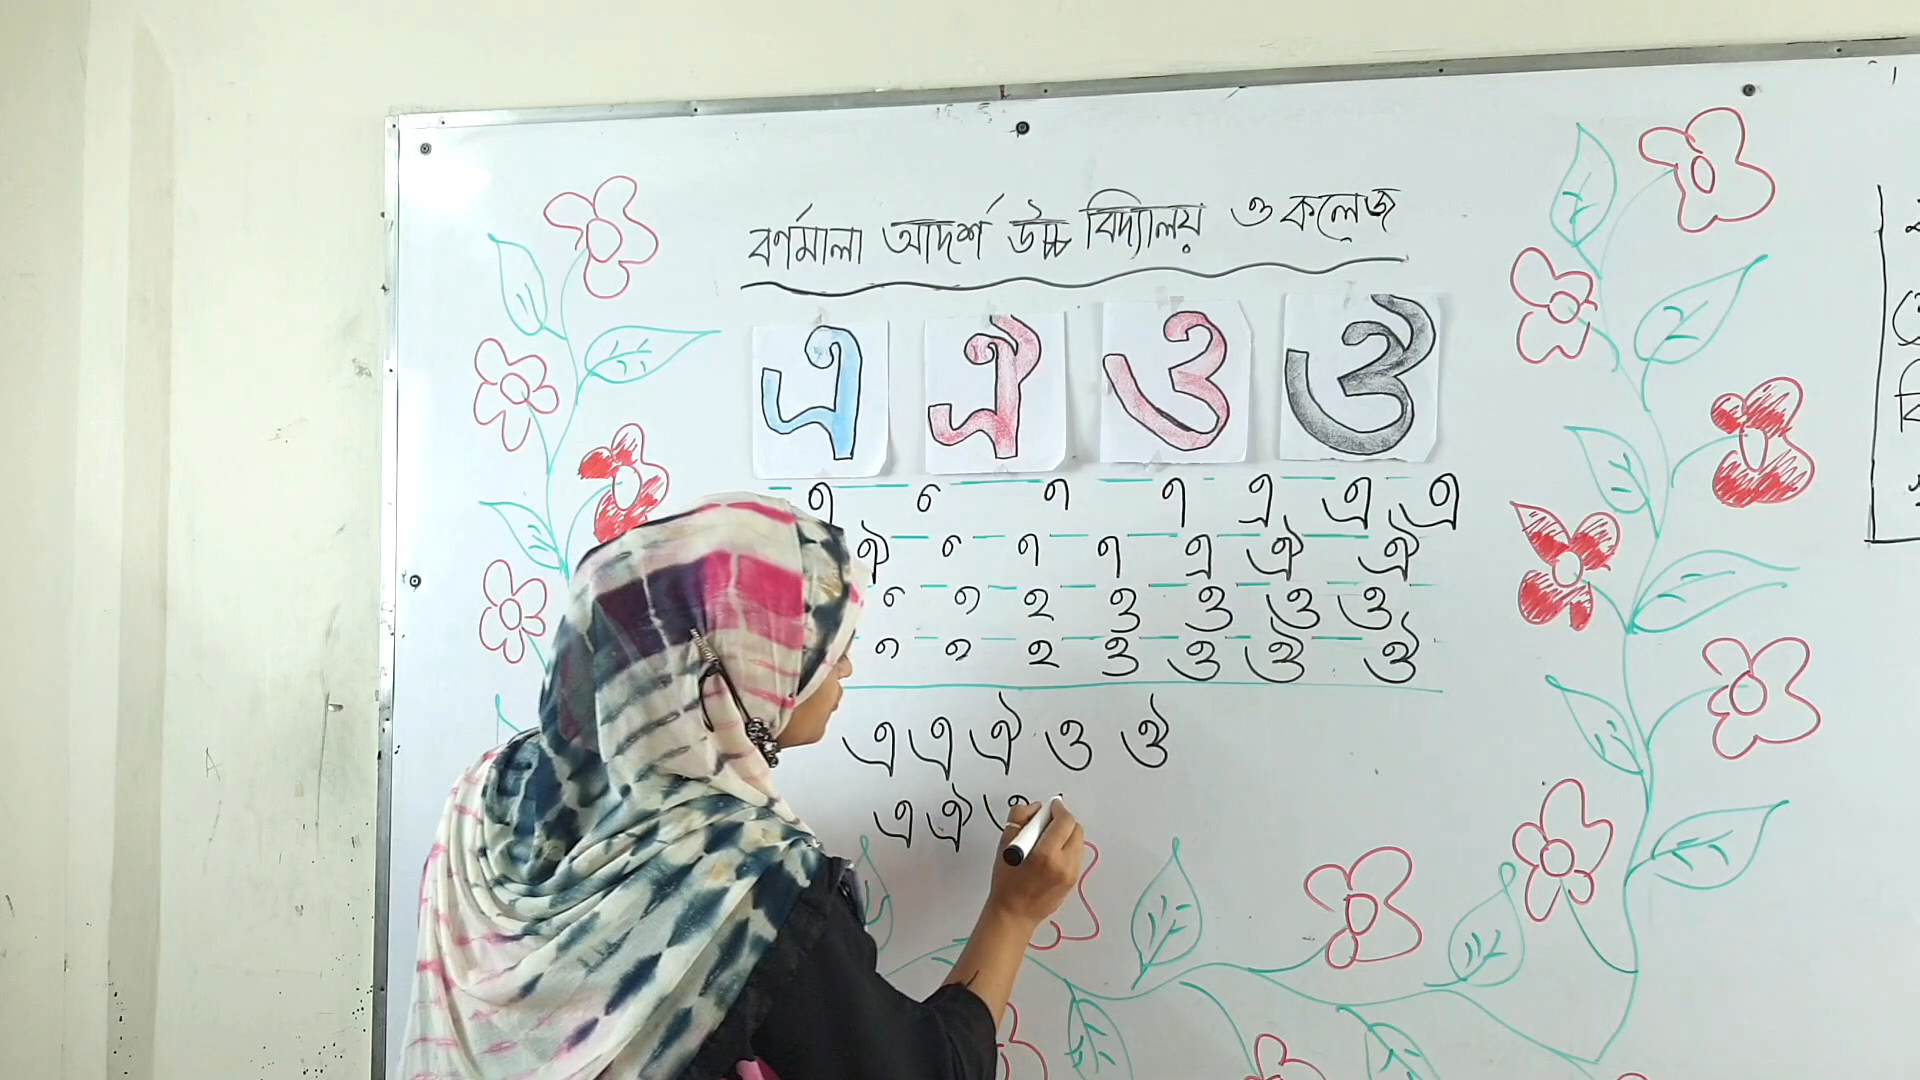 বর্ণমালা আদর্শ উচ্চ বিদ্যালয় ও কলেজ
এ ঐ ও ঔ
এ এ এ
ঐ এ ঐ ঐ
ও ও ও ও
ও ও ঔ ঔ
এ এ ঐ ও ঔ
এ ঐ